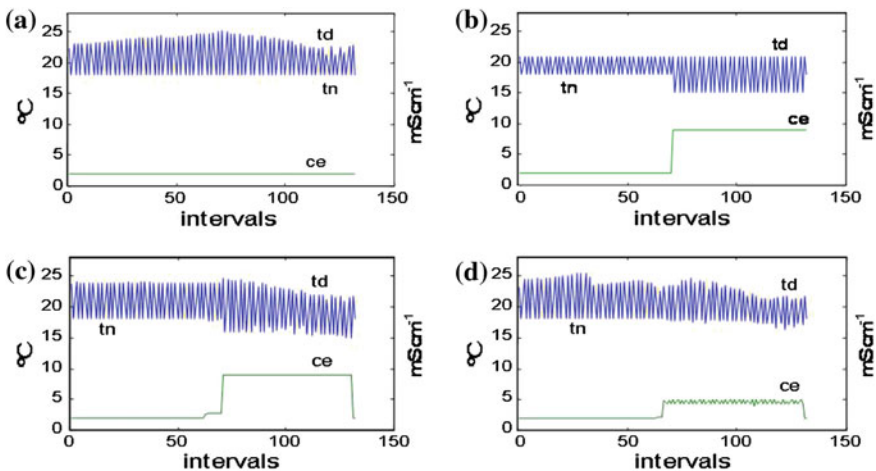 (a)
25
20
15
10
5
0
0 50 100 150
°C
mScm-1
td
tn
ce
intervals
(b)
25
20
15
10
5
0
0 50 100 150
°C
mScm-1
td
tn
ce
intervals
(c)
25
20
15
10
5
0
0 50 100 150
°C
mScm-1
td
tn
ce
intervals
(d)
25
20
15
10
5
0
0 50 100 150
°C
mScm-1
td
tn
ce
intervals